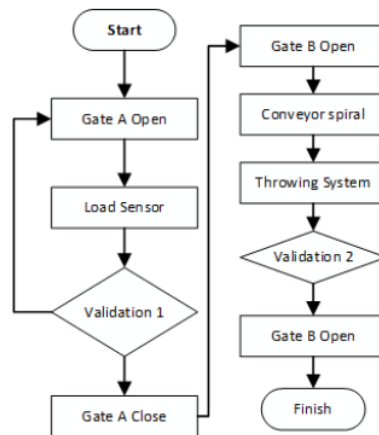 Start
Gate A Open
Load Sensor
Validation 1
Gate A Close
Gate B Open
Conveyor spiral
Throwing System
Validation 2
Gate B Open
Finish